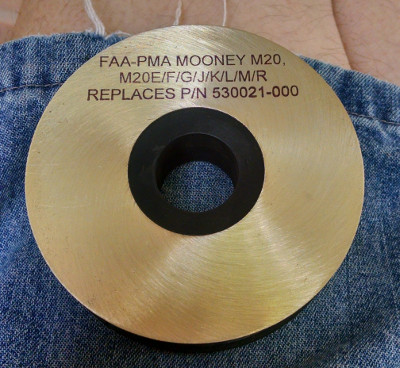 FAA-PMA MOONEY M20,
M20E/F/G/J/K/L/M/R
REPLACES P/N 530021-000